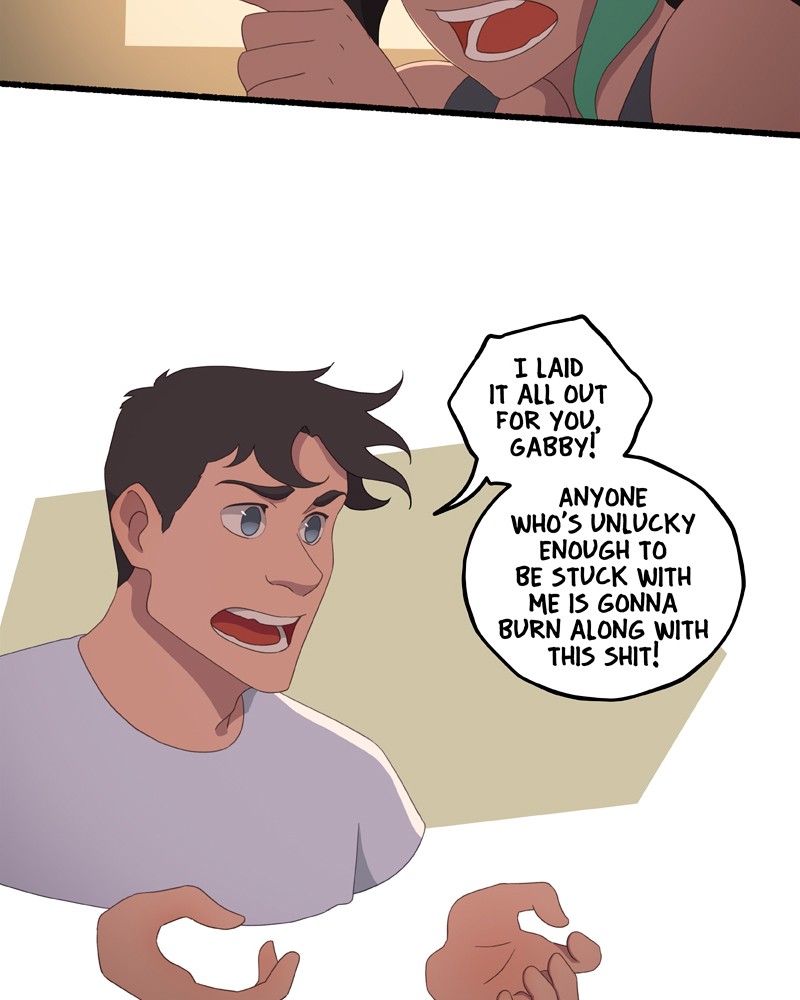 I LAID
IT ALL OUT
FOR YOU,
GABBY!
ANYONE
WHO'S UNLUCKY
ENOUGH TO
BE STUCK WITH
ME IS GONNA
BURN ALONG WITH
THIS SHIT!